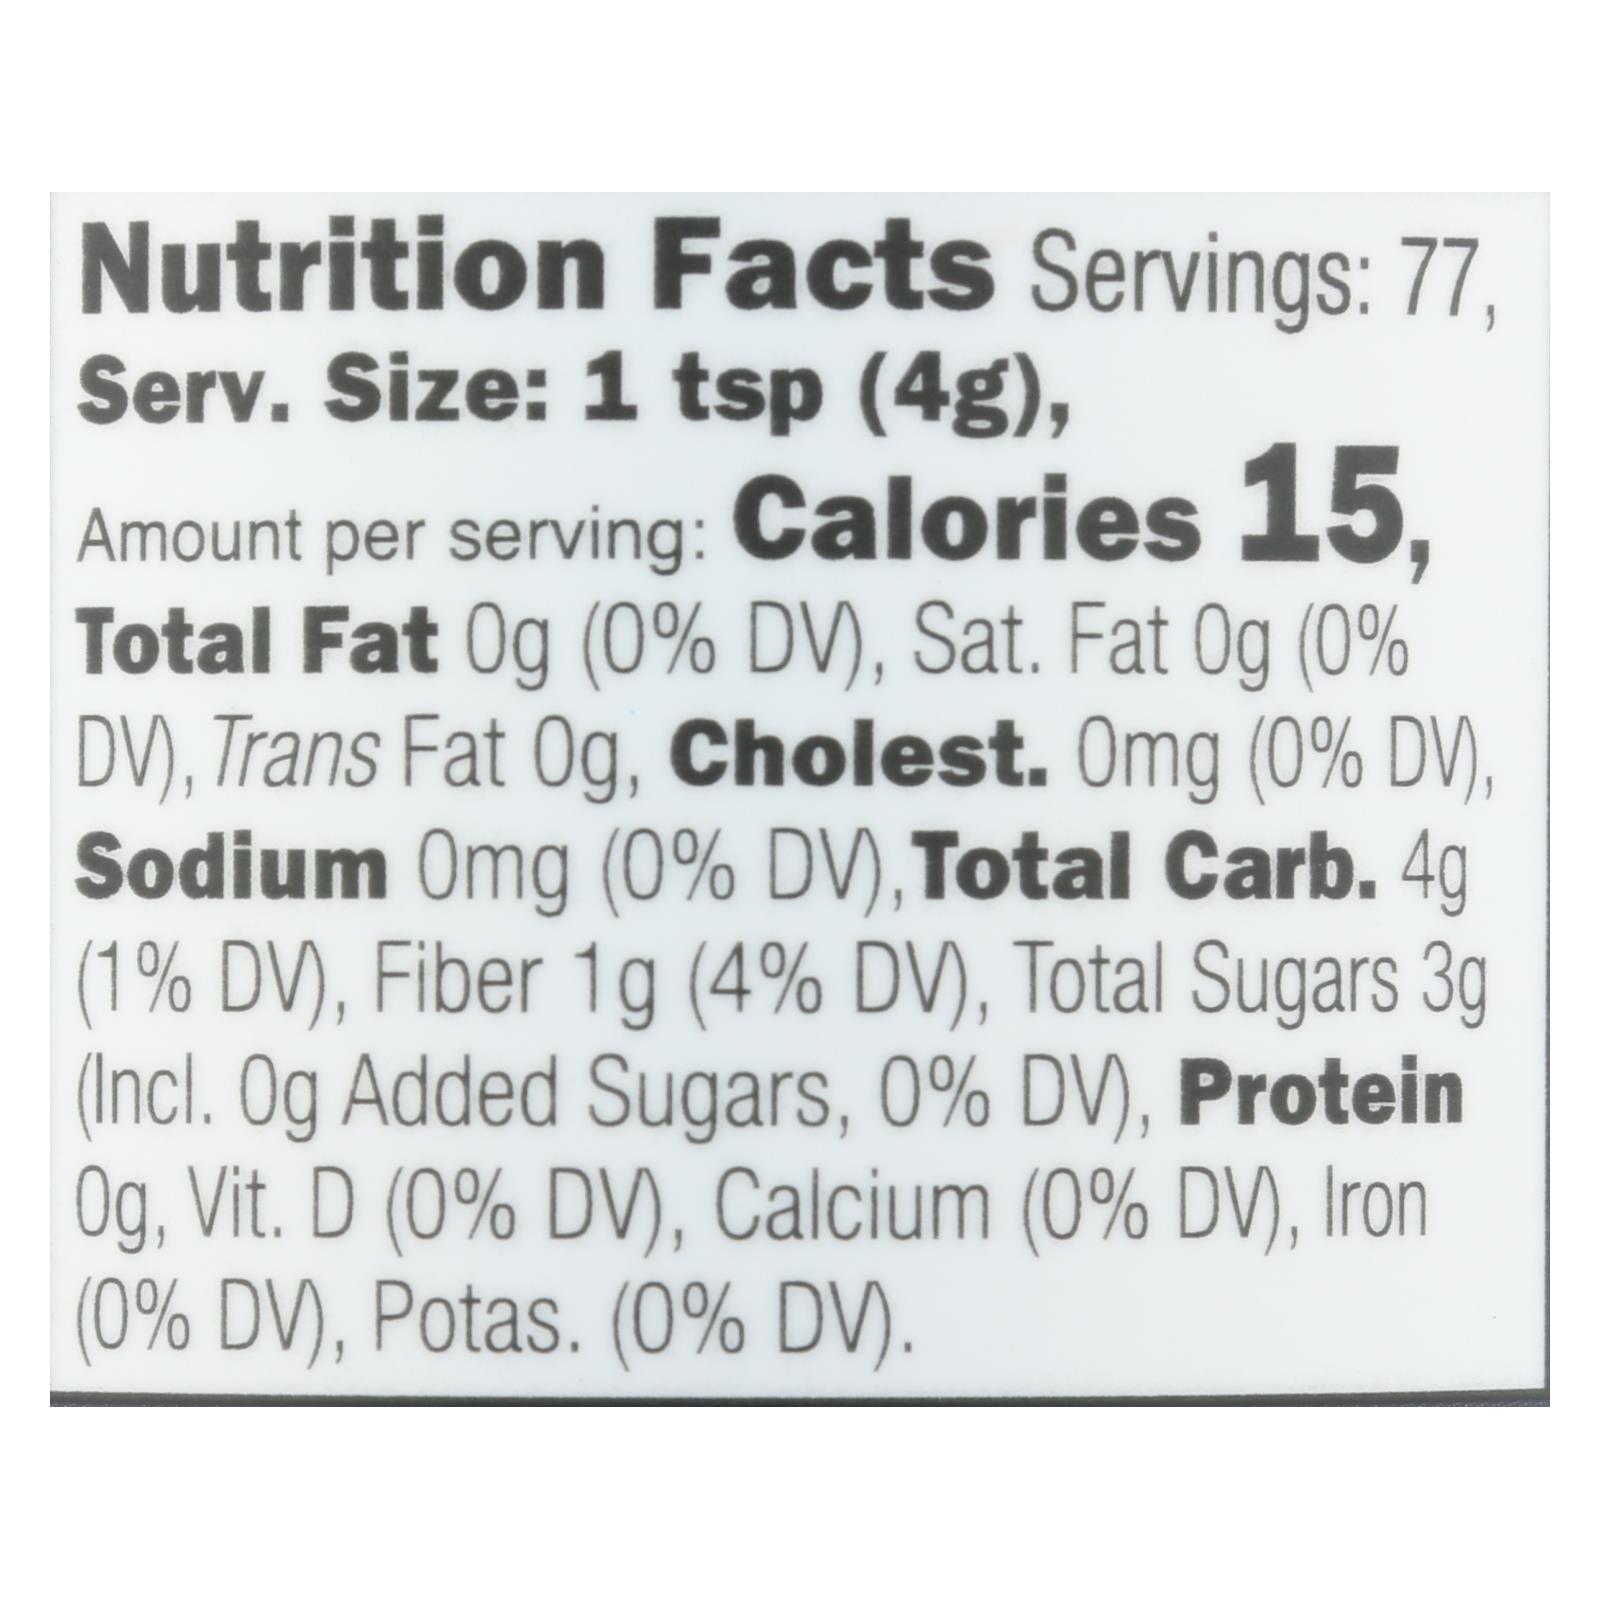 Nutrition Facts Servings: 77,
Serv. Size: 1 tsp (4g),
Amount per serving: Calories 15,
Total Fat 0g (0% DV), Sat. Fat 0g (0%
DV), Trans Fat 0g, Cholest. 0mg (0% DV),
Sodium 0mg (0% DV), Total Carb. 4g
(1% DV), Fiber 1g (4% DV), Total Sugars 3g
(Incl. 0g Added Sugars, 0% DV), Protein
0g, Vit. D (0% DV), Calcium (0% DV), Iron
(0% DV), Potas. (0% DV).